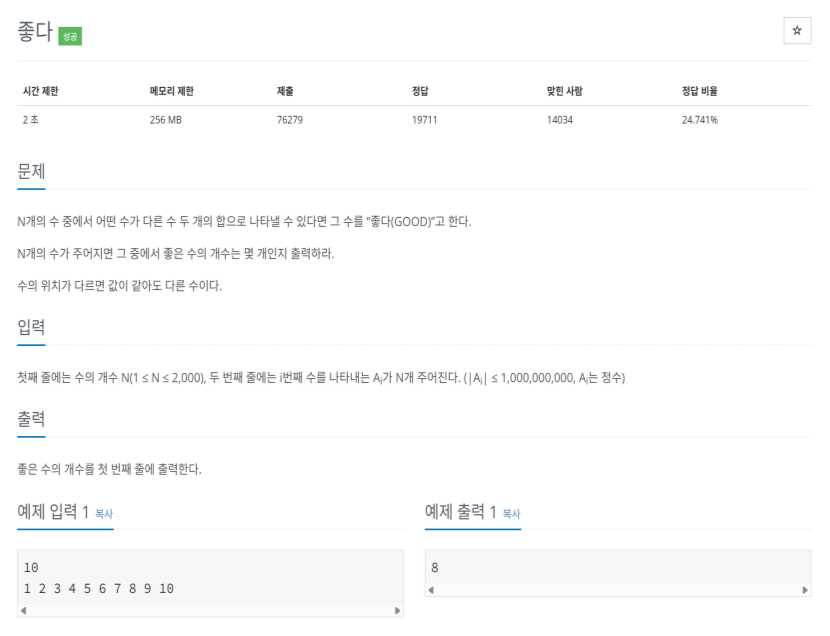 좋다 성공
☆
시간 제한 메모리 제한 제출 정답 맞힌 사람 정답 비율
2 초 256 MB 76279 19711 14034 24.741%
문제
N개의 수 중에서 어떤 수가 다른 수 두 개의 합으로 나타낼 수 있다면 그 수를 “좋다(GOOD)”고 한다.
N개의 수가 주어지면 그 중에서 좋은 수의 개수는 몇 개인지 출력하라.
수의 위치가 다르면 값이 같아도 다른 수이다.
입력
첫째 줄에는 수의 개수 N(1 ≤ N ≤ 2,000), 두 번째 줄에는 i번째 수를 나타내는 Aᵢ가 N개 주어진다. (|Aᵢ| ≤ 1,000,000,000, Aᵢ는 정수)
출력
좋은 수의 개수를 첫 번째 줄에 출력한다.
예제 입력 1 복사
10
1 2 3 4 5 6 7 8 9 10
예제 출력 1 복사
8